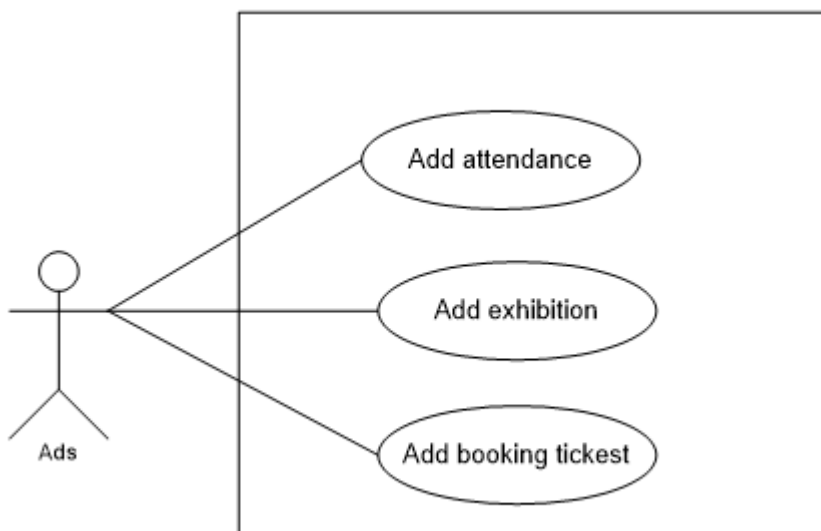 Add attendance
Add exhibition
Add booking tickest
Ads